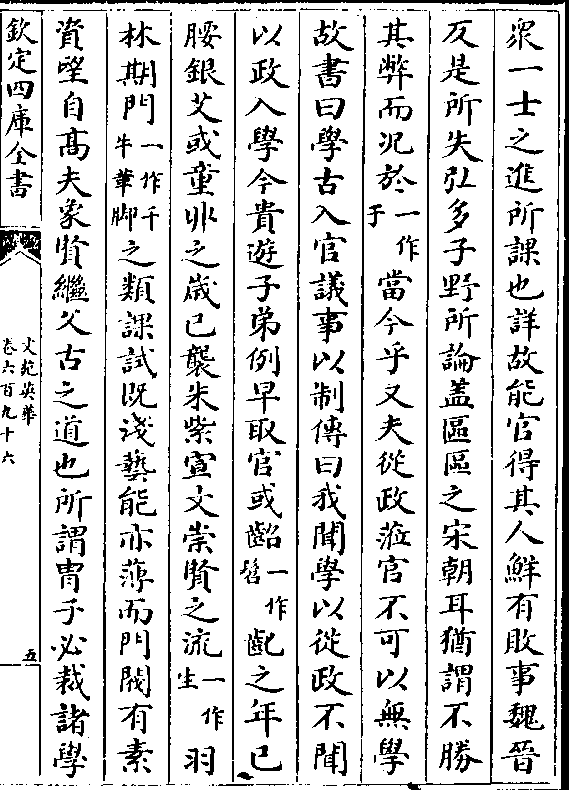 衆一士之進所課也詳故能官得其人鮮有敗事魏晉
反是所失弘多子野所論盖區區之宋朝耳猶謂不勝
其弊而况於一作于當今乎又夫從政蒞官不可以無學
故書曰學古入官議事以制傳曰我聞學以從政不聞
以政入學今貴遊子弟例早取官或齠一作髫齔之年已
腰銀艾或童丱之歳已襲朱紫宣文崇賢之流一作生羽
林期門一作千牛輦脚之類課試既淺藝能亦薄而門閥有素
資望自髙夫象賢繼父古之道也所謂胄子必裁諸學
欽定四庫全書
文苑英華
卷六百九十六
五